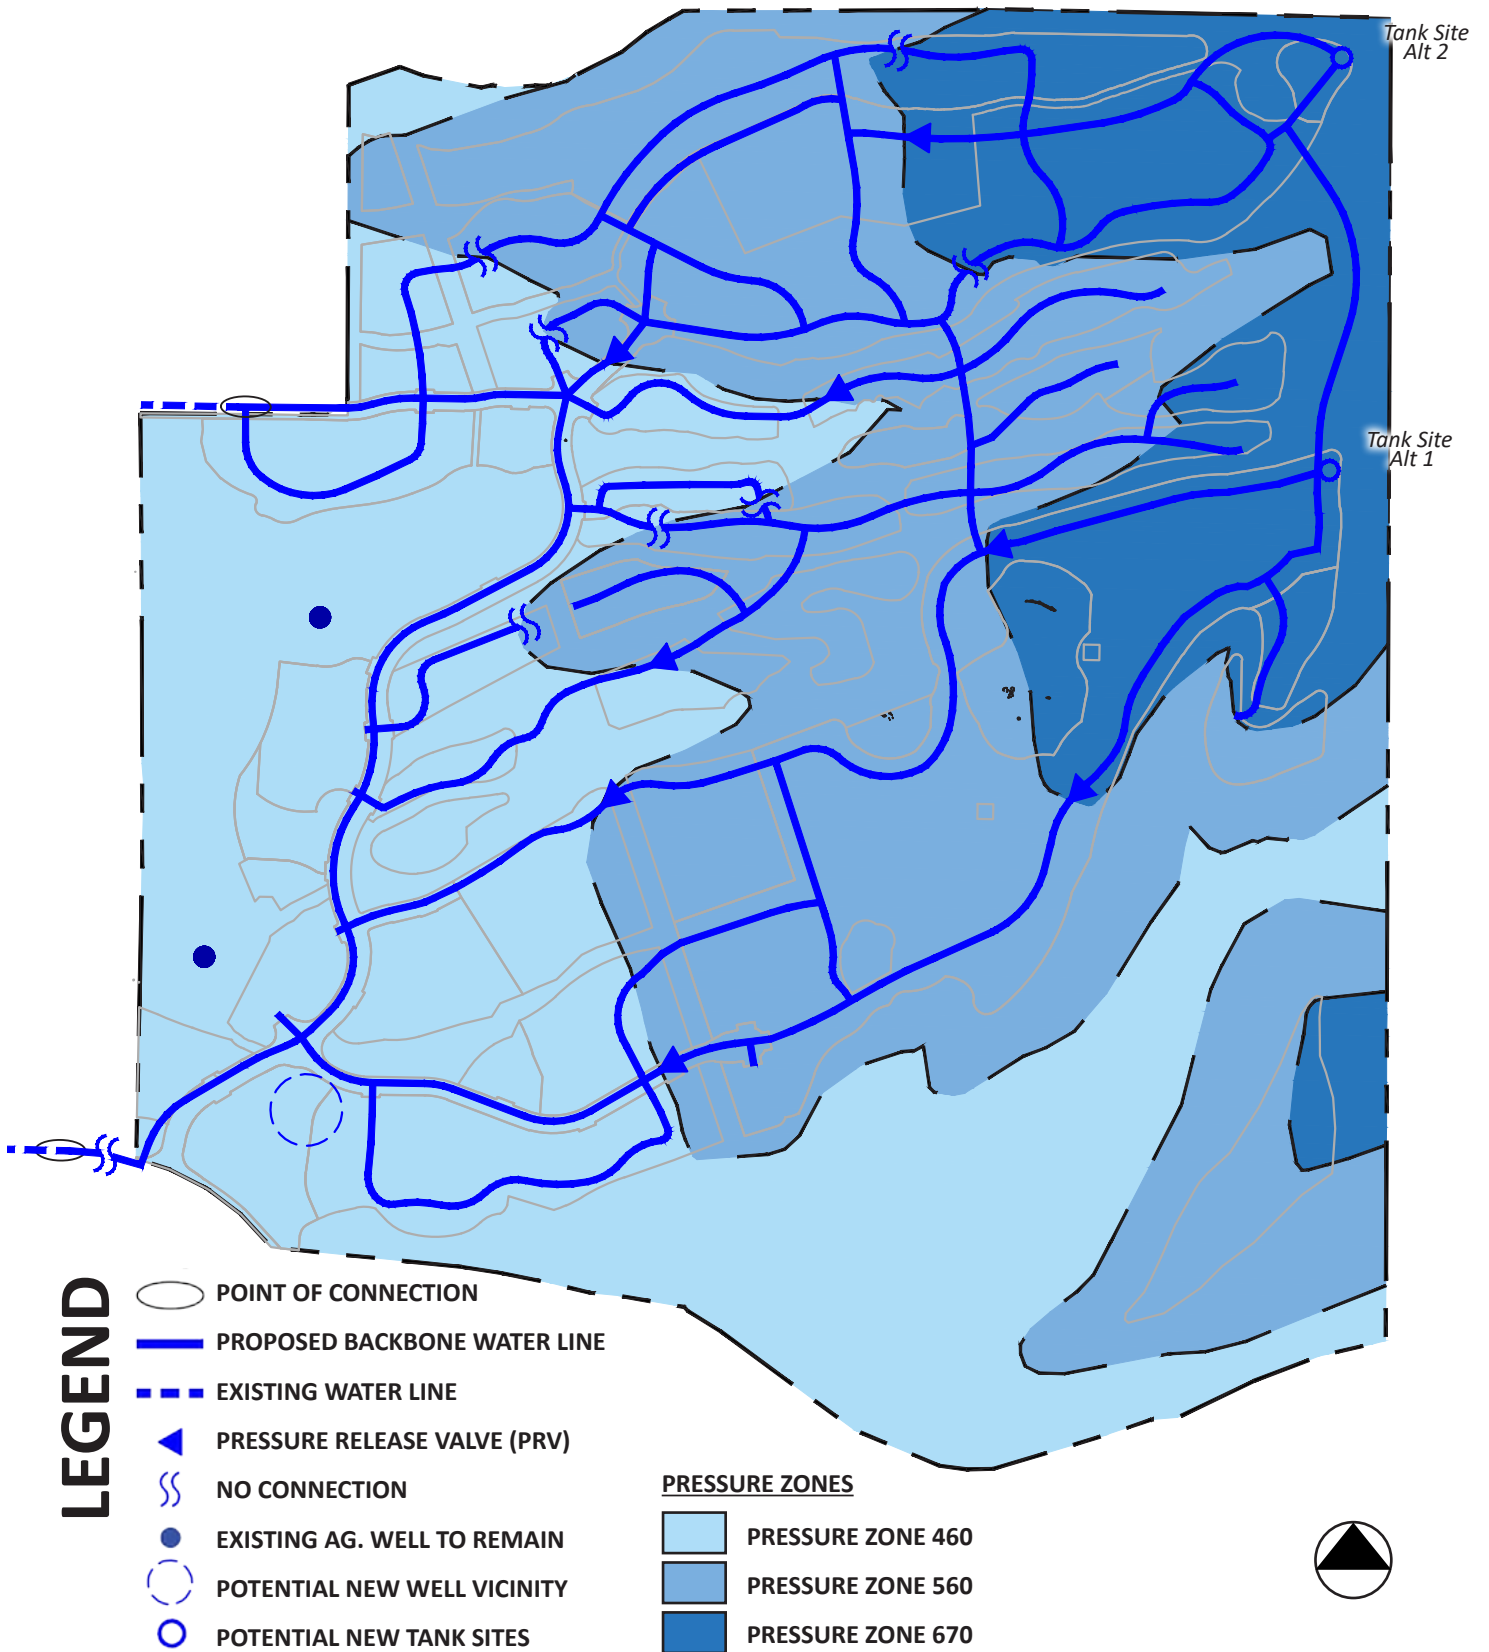 Tank Site
Alt 2
Tank Site
Alt 1
LEGEND
POINT OF CONNECTION
PROPOSED BACKBONE WATER LINE
EXISTING WATER LINE
PRESSURE RELEASE VALVE (PRV)
NO CONNECTION
EXISTING AG. WELL TO REMAIN
POTENTIAL NEW WELL VICINITY
POTENTIAL NEW TANK SITES
PRESSURE ZONES
PRESSURE ZONE 460
PRESSURE ZONE 560
PRESSURE ZONE 670